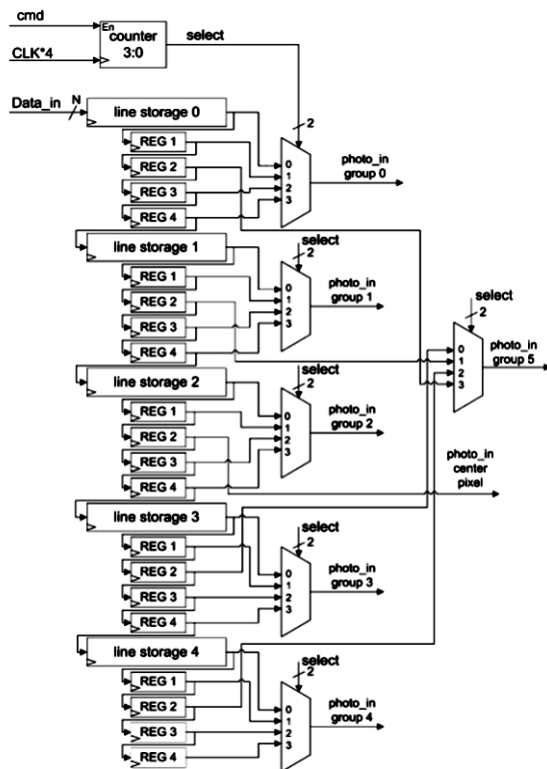 cmd
En
counter
3:0
select
CLK*4
Data_in
N
line storage 0
REG 1
REG 2
REG 3
REG 4
2
0
1
2
3
photo_in
group 0
line storage 1
REG 1
REG 2
REG 3
REG 4
select
2
0
1
2
3
photo_in
group 1
select
2
0
1
2
3
photo_in
group 5
line storage 2
REG 1
REG 2
REG 3
REG 4
select
2
0
1
2
3
photo_in
group 2
photo_in
center
pixel
line storage 3
REG 1
REG 2
REG 3
REG 4
select
2
0
1
2
3
photo_in
group 3
line storage 4
REG 1
REG 2
REG 3
REG 4
select
2
0
1
2
3
photo_in
group 4